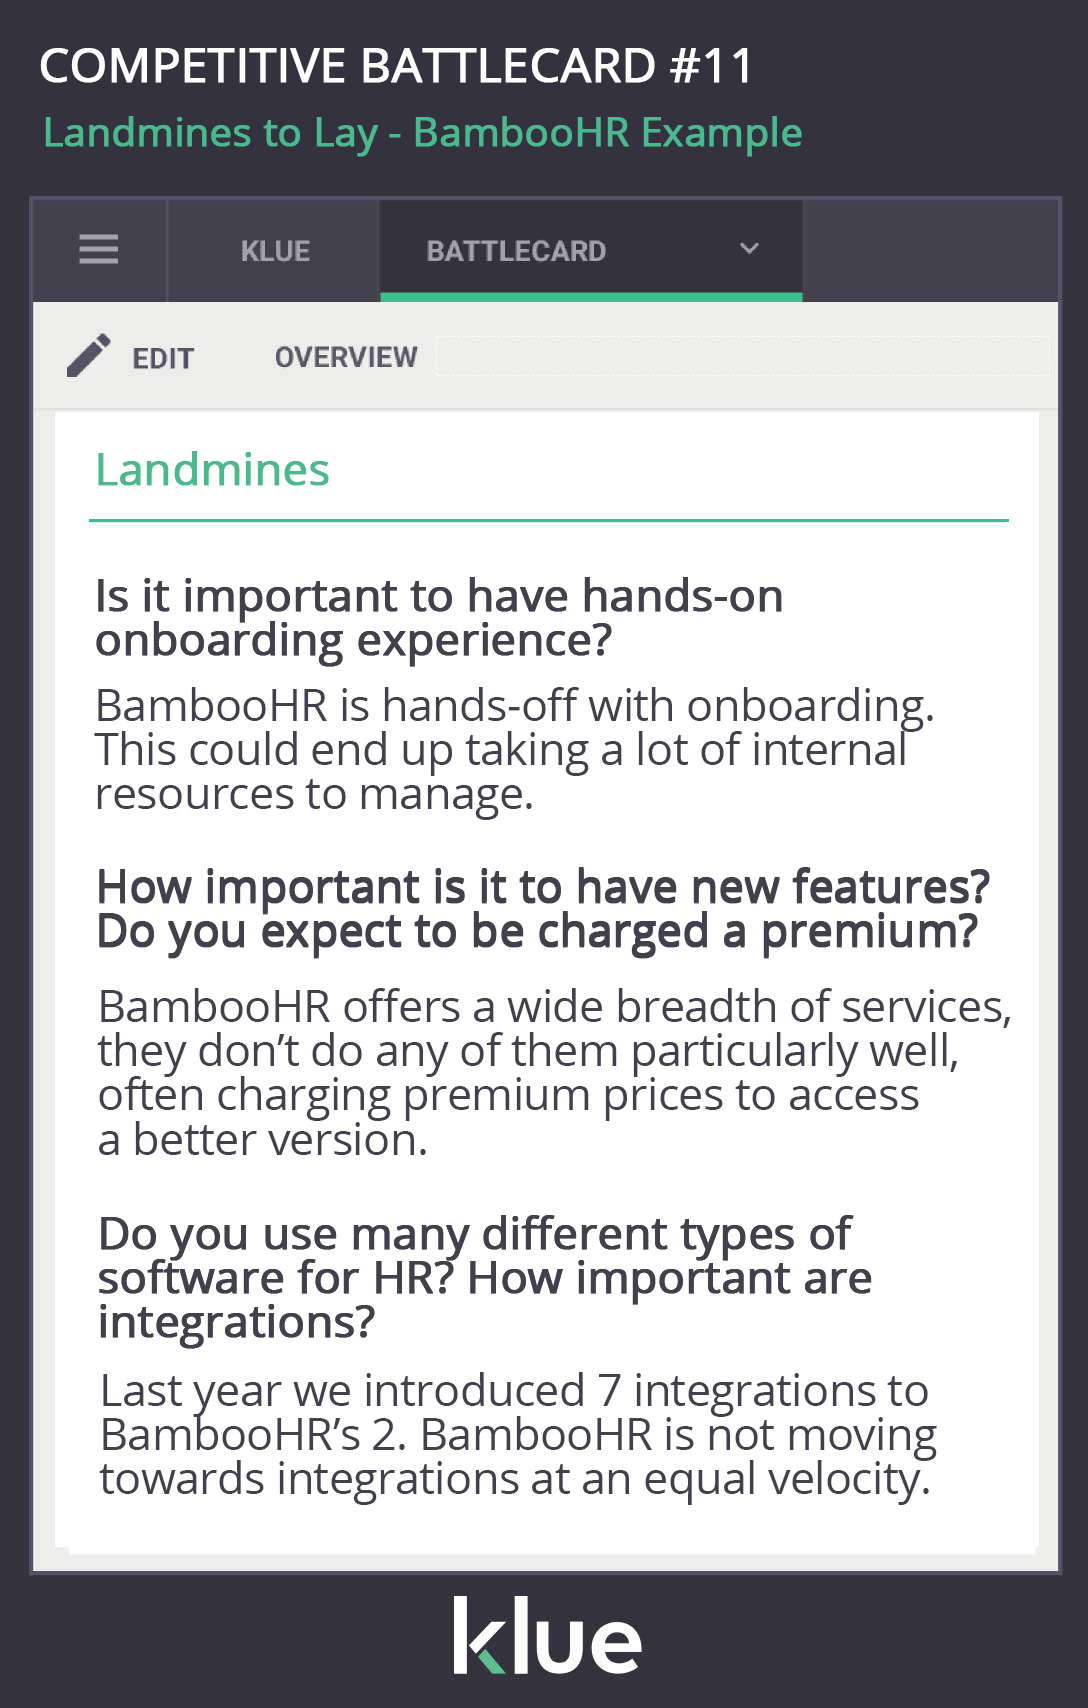 COMPETITIVE BATTLECARD #11
Landmines to Lay - BambooHR Example
KLUE
BATTLECARD
EDIT
OVERVIEW
Landmines
Is it important to have hands-on
onboarding experience?
BambooHR is hands-off with onboarding.
This could end up taking a lot of internal
resources to manage.
How important is it to have new features?
Do you expect to be charged a premium?
BambooHR offers a wide breadth of services,
they don’t do any of them particularly well,
often charging premium prices to access
a better version.
Do you use many different types of
software for HR? How important are
integrations?
Last year we introduced 7 integrations to
BambooHR’s 2. BambooHR is not moving
towards integrations at an equal velocity.
klue